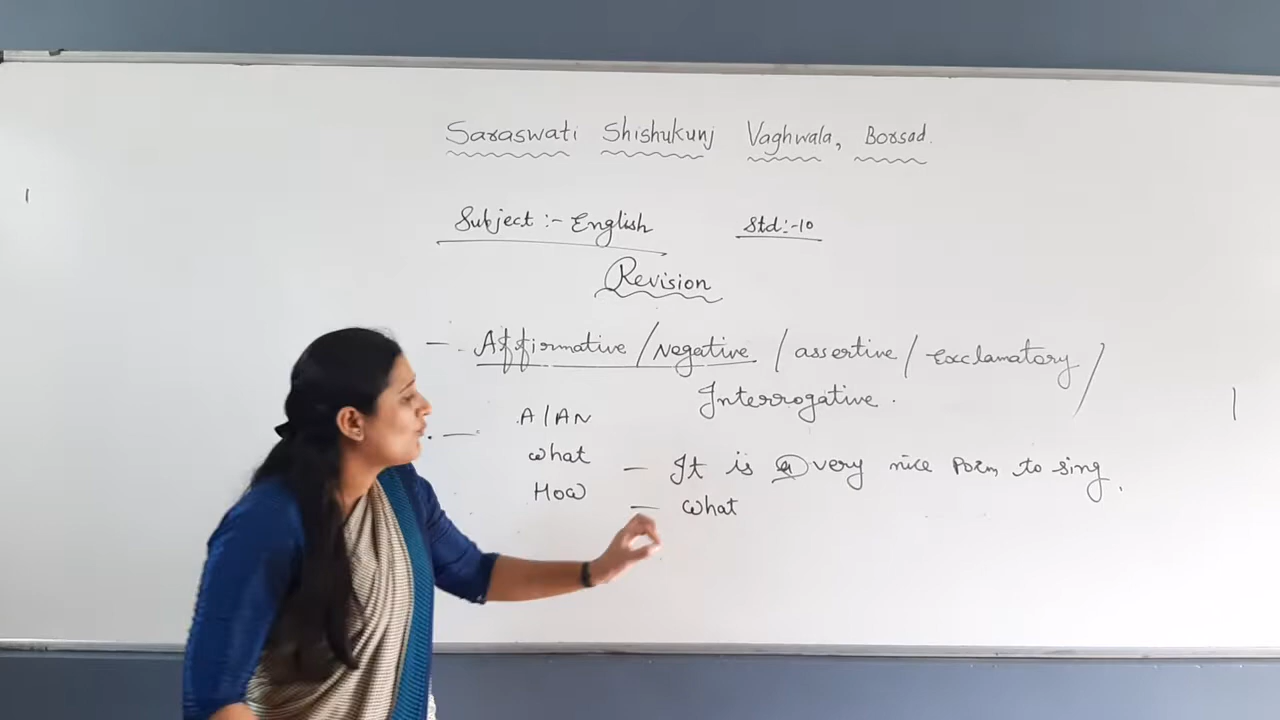 Saraswati Shishukunj Vaghwala, Borsad.
Subject :- English Std:-10
Revision
- Affirmative / Negative / assertive / Exclamatory /
Interrogative.
- A/AN
what
How
- It is a very nice Poem to sing.
- what